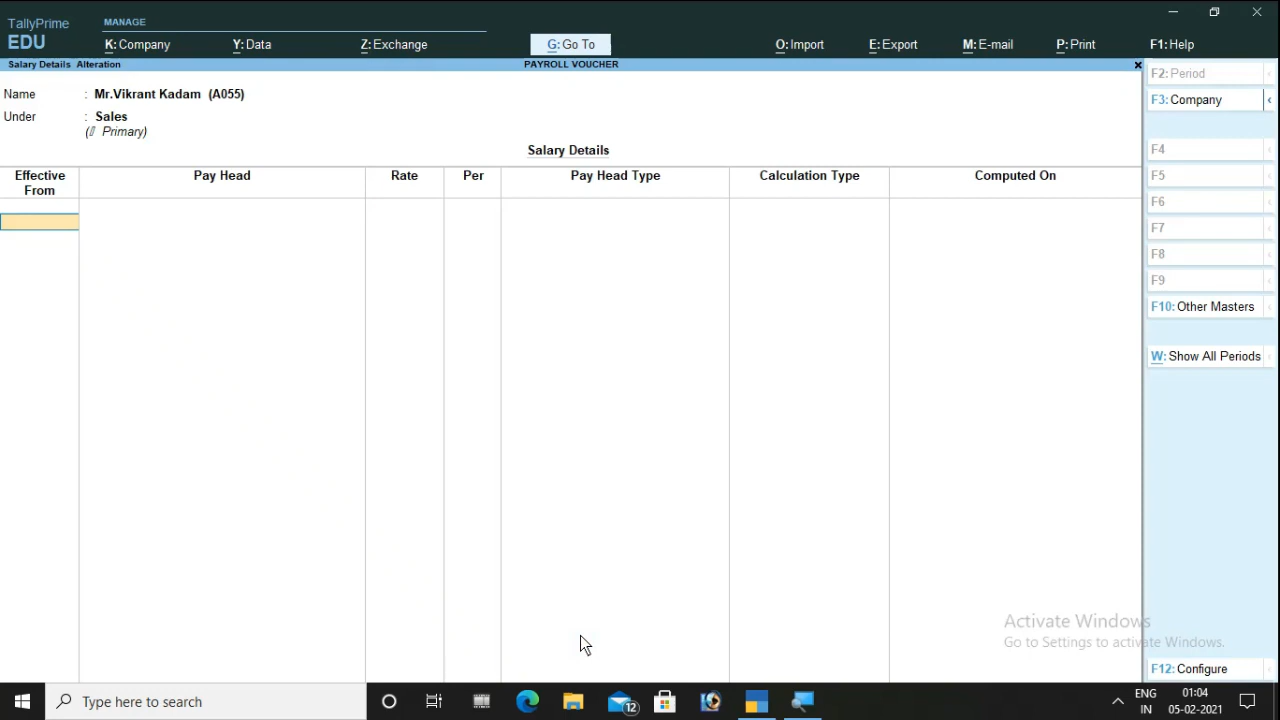 TallyPrime
EDU
MANAGE
K:Company Y:Data Z:Exchange G:Go To O:Import E:Export M:E-mail P:Print F1:Help
Salary Details Alteration PAYROLL VOUCHER
Name : Mr.Vikrant Kadam (A055)
Under : Sales
( Primary)
Salary Details
Effective From Pay Head Rate Per Pay Head Type Calculation Type Computed On
F2: Period
F3: Company
F4
F5
F6
F7
F8
F9
F10: Other Masters
W: Show All Periods
F12: Configure
Activate Windows
Go to Settings to activate Windows.
Type here to search
12
ENG
IN
01:04
05-02-2021